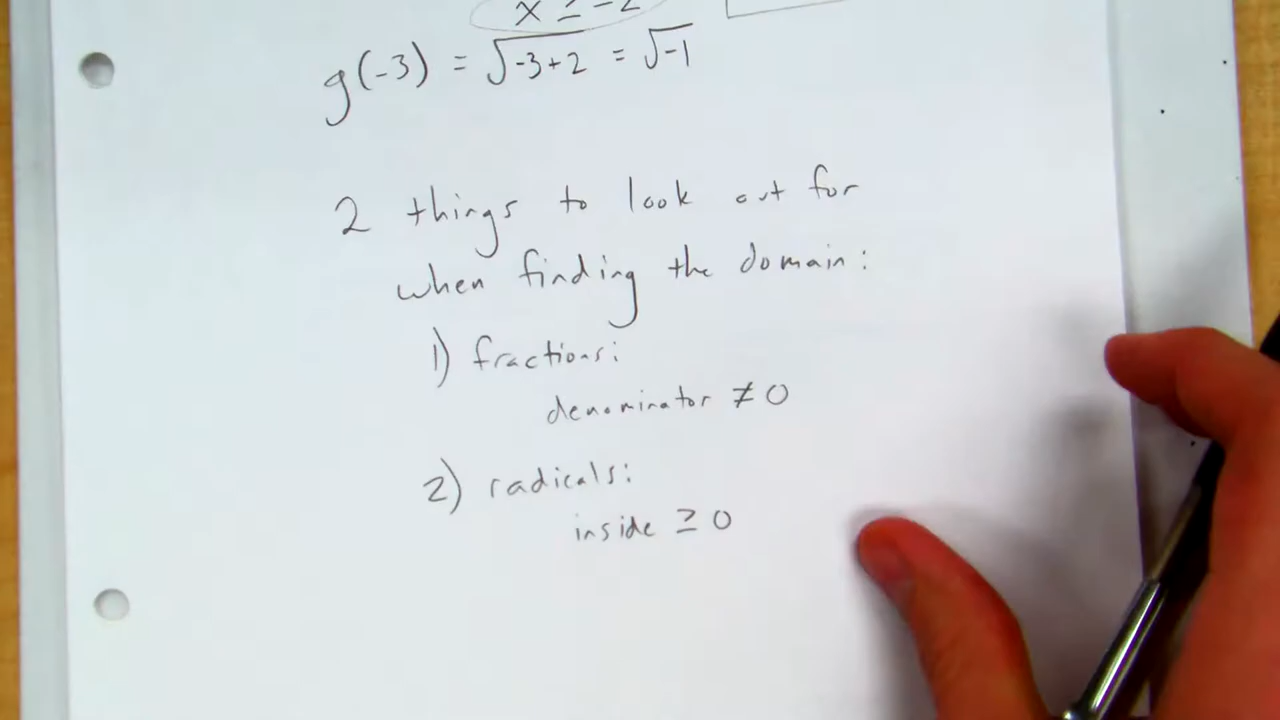 x ≥ -2
g(-3) = √-3+2 = √-1
2 things to look out for
when finding the domain:
1) fractions:
denominator ≠ 0
2) radicals:
inside ≥ 0